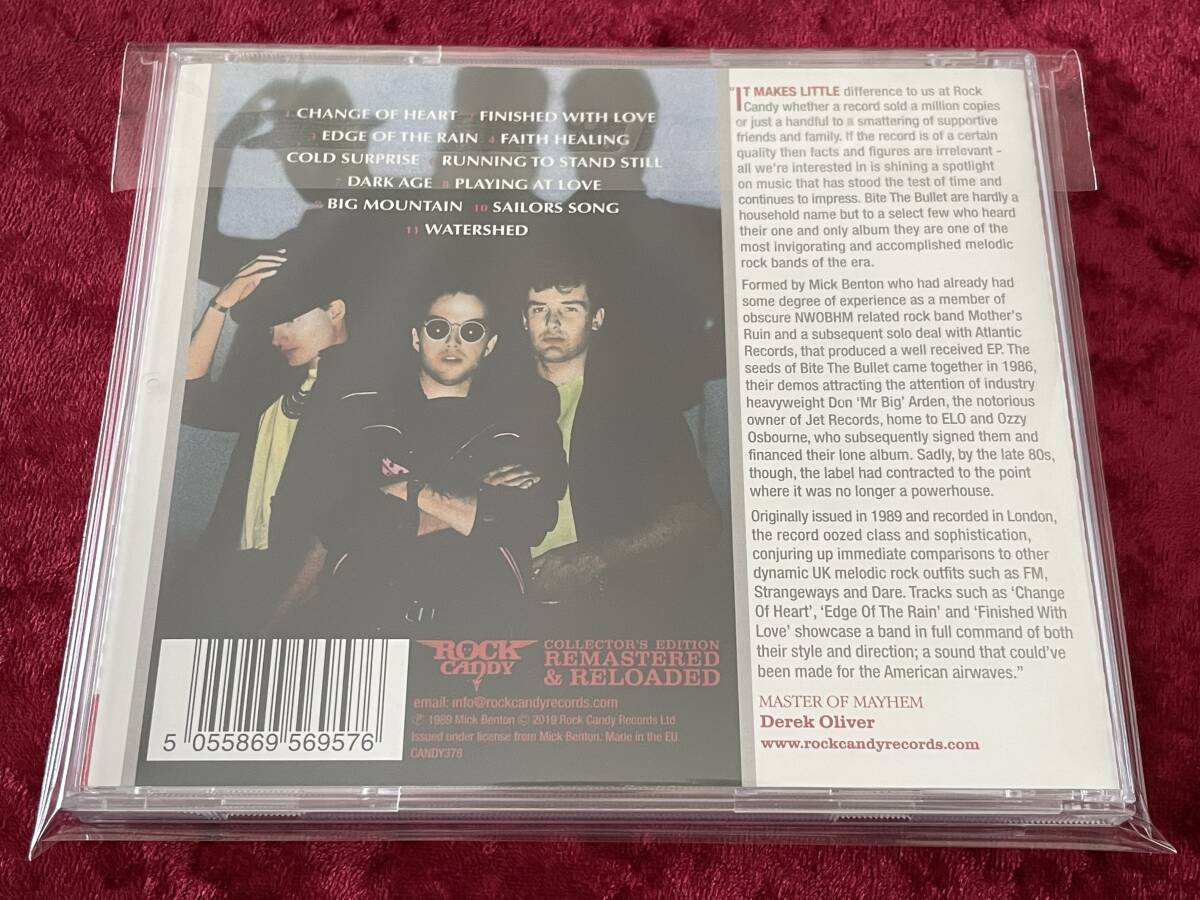 1 CHANGE OF HEART 2 FINISHED WITH LOVE
3 EDGE OF THE RAIN 4 FAITH HEALING
COLD SURPRISE RUNNING TO STAND STILL
7 DARK AGE 8 PLAYING AT LOVE
9 BIG MOUNTAIN 10 SAILORS SONG
11 WATERSHED
"IT MAKES LITTLE difference to us at Rock
Candy whether a record sold a million copies
or just a handful to a smattering of supportive
friends and family. If the record is of a certain
quality then facts and figures are irrelevant -
all we're interested in is shining a spotlight
on music that has stood the test of time and
continues to impress. Bite The Bullet are hardly a
household name but to a select few who heard
their one and only album they are one of the
most invigorating and accomplished melodic
rock bands of the era.
Formed by Mick Benton who had already had
some degree of experience as a member of
obscure NWOBHM related rock band Mother's
Ruin and a subsequent solo deal with Atlantic
Records, that produced a well received EP. The
seeds of Bite The Bullet came together in 1986,
their demos attracting the attention of industry
heavyweight Don 'Mr Big' Arden, the notorious
owner of Jet Records, home to ELO and Ozzy
Osbourne, who subsequently signed them and
financed their lone album. Sadly, by the late 80s,
though, the label had contracted to the point
where it was no longer a powerhouse.
Originally issued in 1989 and recorded in London,
the record oozed class and sophistication,
conjuring up immediate comparisons to other
dynamic UK melodic rock outfits such as FM,
Strangeways and Dare. Tracks such as 'Change
Of Heart', 'Edge Of The Rain' and 'Finished With
Love' showcase a band in full command of both
their style and direction; a sound that could've
been made for the American airwaves."
MASTER OF MAYHEM
Derek Oliver
www.rockcandyrecords.com
ROCK
CANDY
COLLECTOR'S EDITION
REMASTERED
& RELOADED
email: info@rockcandyrecords.com
℗ 1989 Mick Benton © 2019 Rock Candy Records Ltd
Issued under license from Mick Benton. Made in the EU.
CANDY378
5 055869 569576